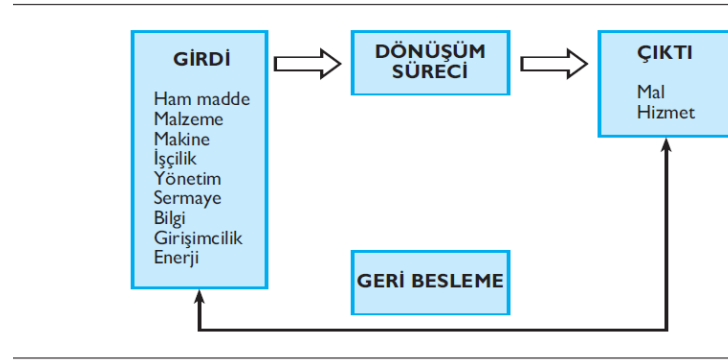 GİRDİ
Ham madde
Malzeme
Makine
İşçilik
Yönetim
Sermaye
Bilgi
Girişimcilik
Enerji
DÖNÜŞÜM
SÜRECİ
ÇIKTI
Mal
Hizmet
GERİ BESLEME